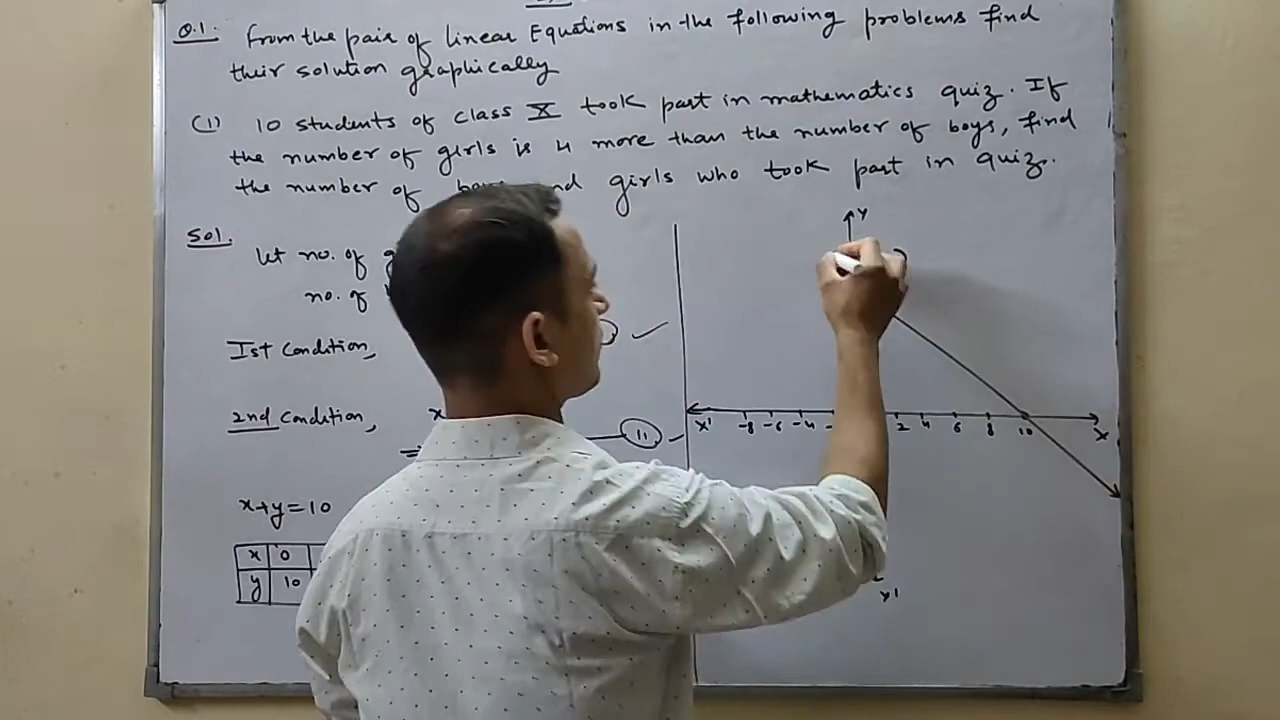 Q.1. From the pair of linear Equations in the following problems find
their solution graphically
(1) 10 students of class X took part in mathematics quiz. If
the number of girls is 4 more than the number of boys, find
the number of and girls who took part in quiz.
Sol.
let no. of
no. of
Ist Condition,
2nd Condition, x
(11)
x+y=10
x 0
y 10
Y
X' -8 -6 -4 - 2 4 6 8 10 X
Y'